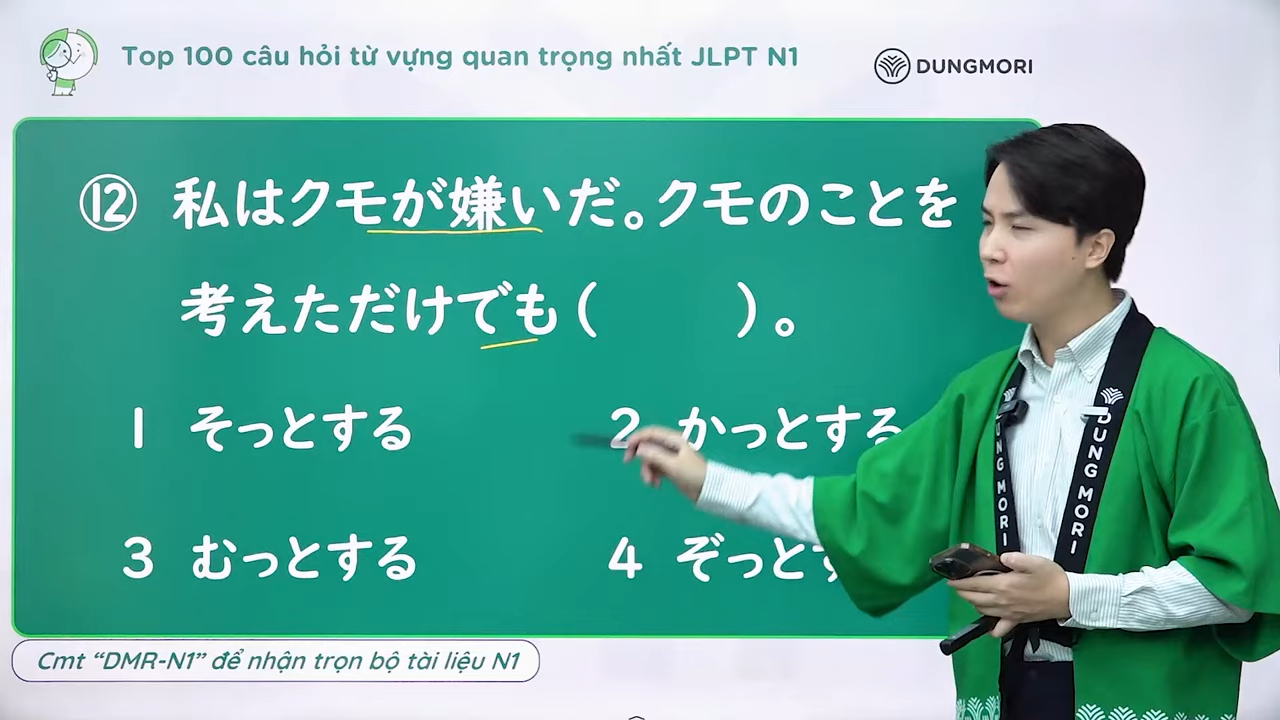 Top 100 câu hỏi từ vựng quan trọng nhất JLPT N1
DUNGMORI
⑫ 私はクモが嫌いだ。クモのことを
考えただけでも( )。
1 そっとする
2 かっとする
3 むっとする
4 ぞっとす
Cmt “DMR-N1” để nhận trọn bộ tài liệu N1
UNG MORI
DUNG MORI